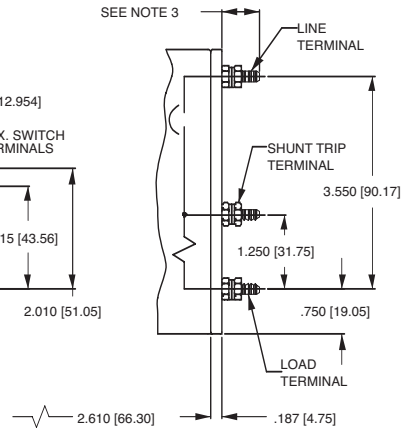 SEE NOTE 3
LINE
TERMINAL
12.954]
X. SWITCH
RMINALS
SHUNT TRIP
TERMINAL
3.550 [90.17]
15 [43.56]
1.250 [31.75]
2.010 [51.05]
.750 [19.05]
LOAD
TERMINAL
2.610 [66.30]
.187 [4.75]